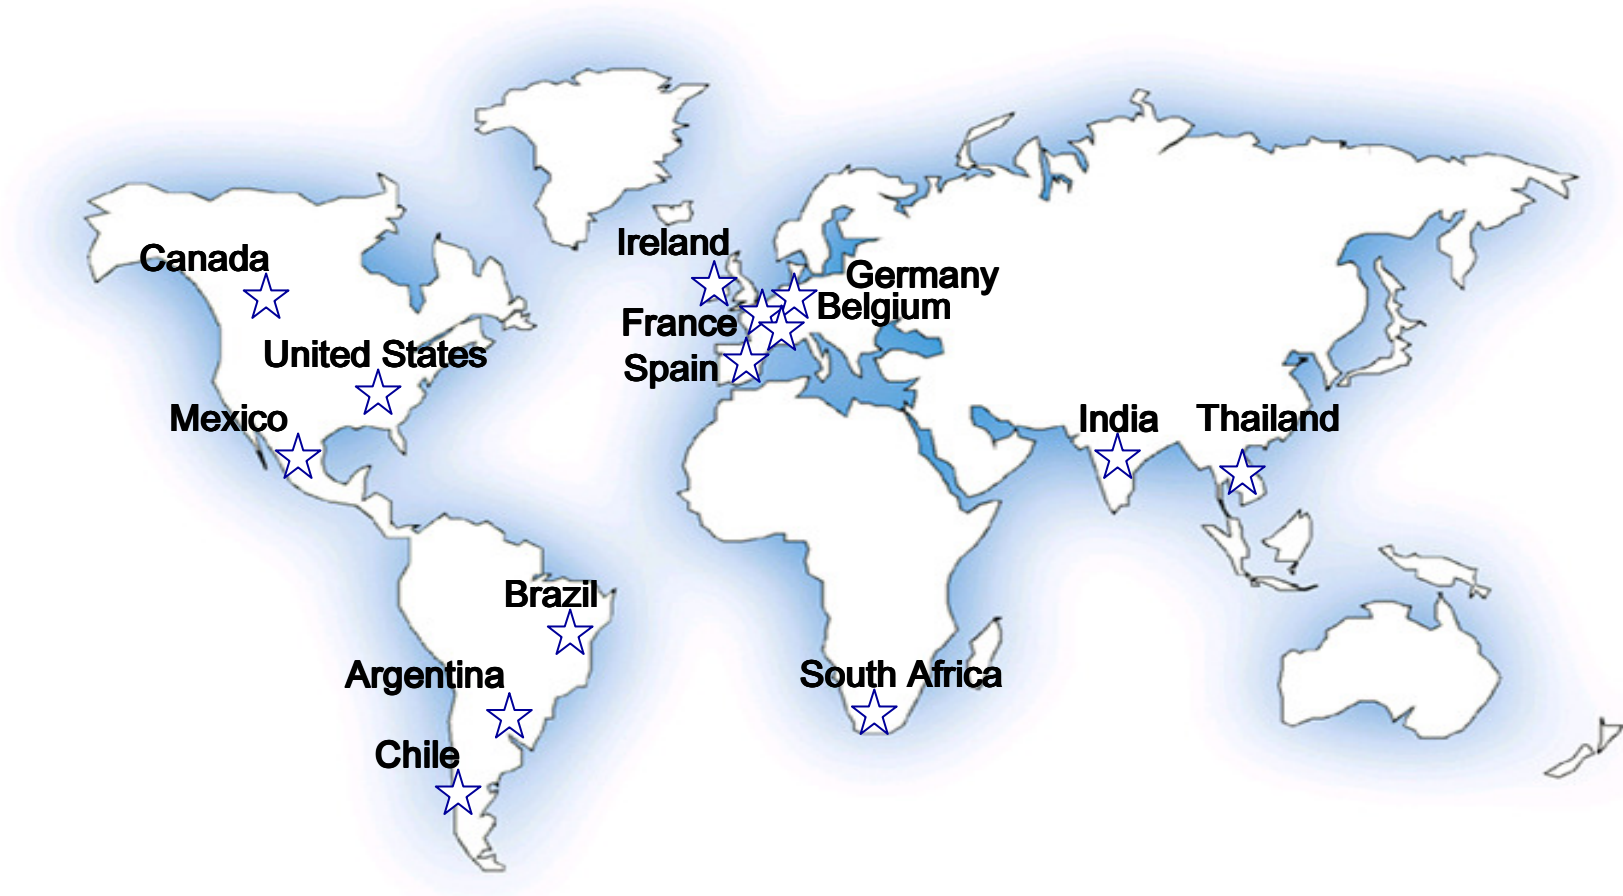 Ireland
Canada
Germany
Belgium
France
United States
Spain
Mexico
India
Thailand
Brazil
Argentina
South Africa
Chile